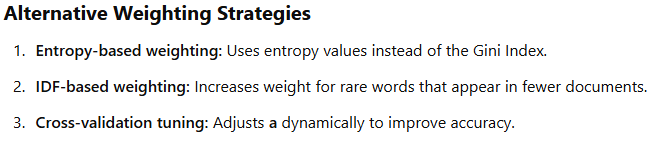 Alternative Weighting Strategies
1. Entropy-based weighting: Uses entropy values instead of the Gini Index.
2. IDF-based weighting: Increases weight for rare words that appear in fewer documents.
3. Cross-validation tuning: Adjusts a dynamically to improve accuracy.